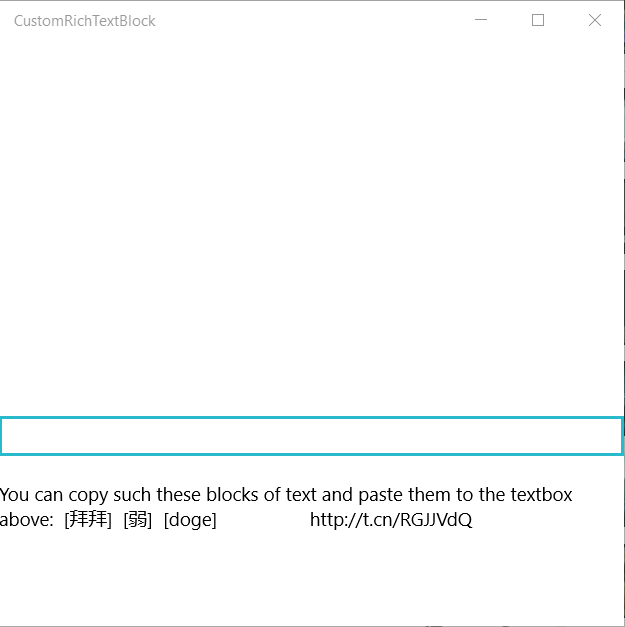 CustomRichTextBlock
You can copy such these blocks of text and paste them to the textbox
above: [拜拜] [弱] [doge] http://t.cn/RGJJVdQ